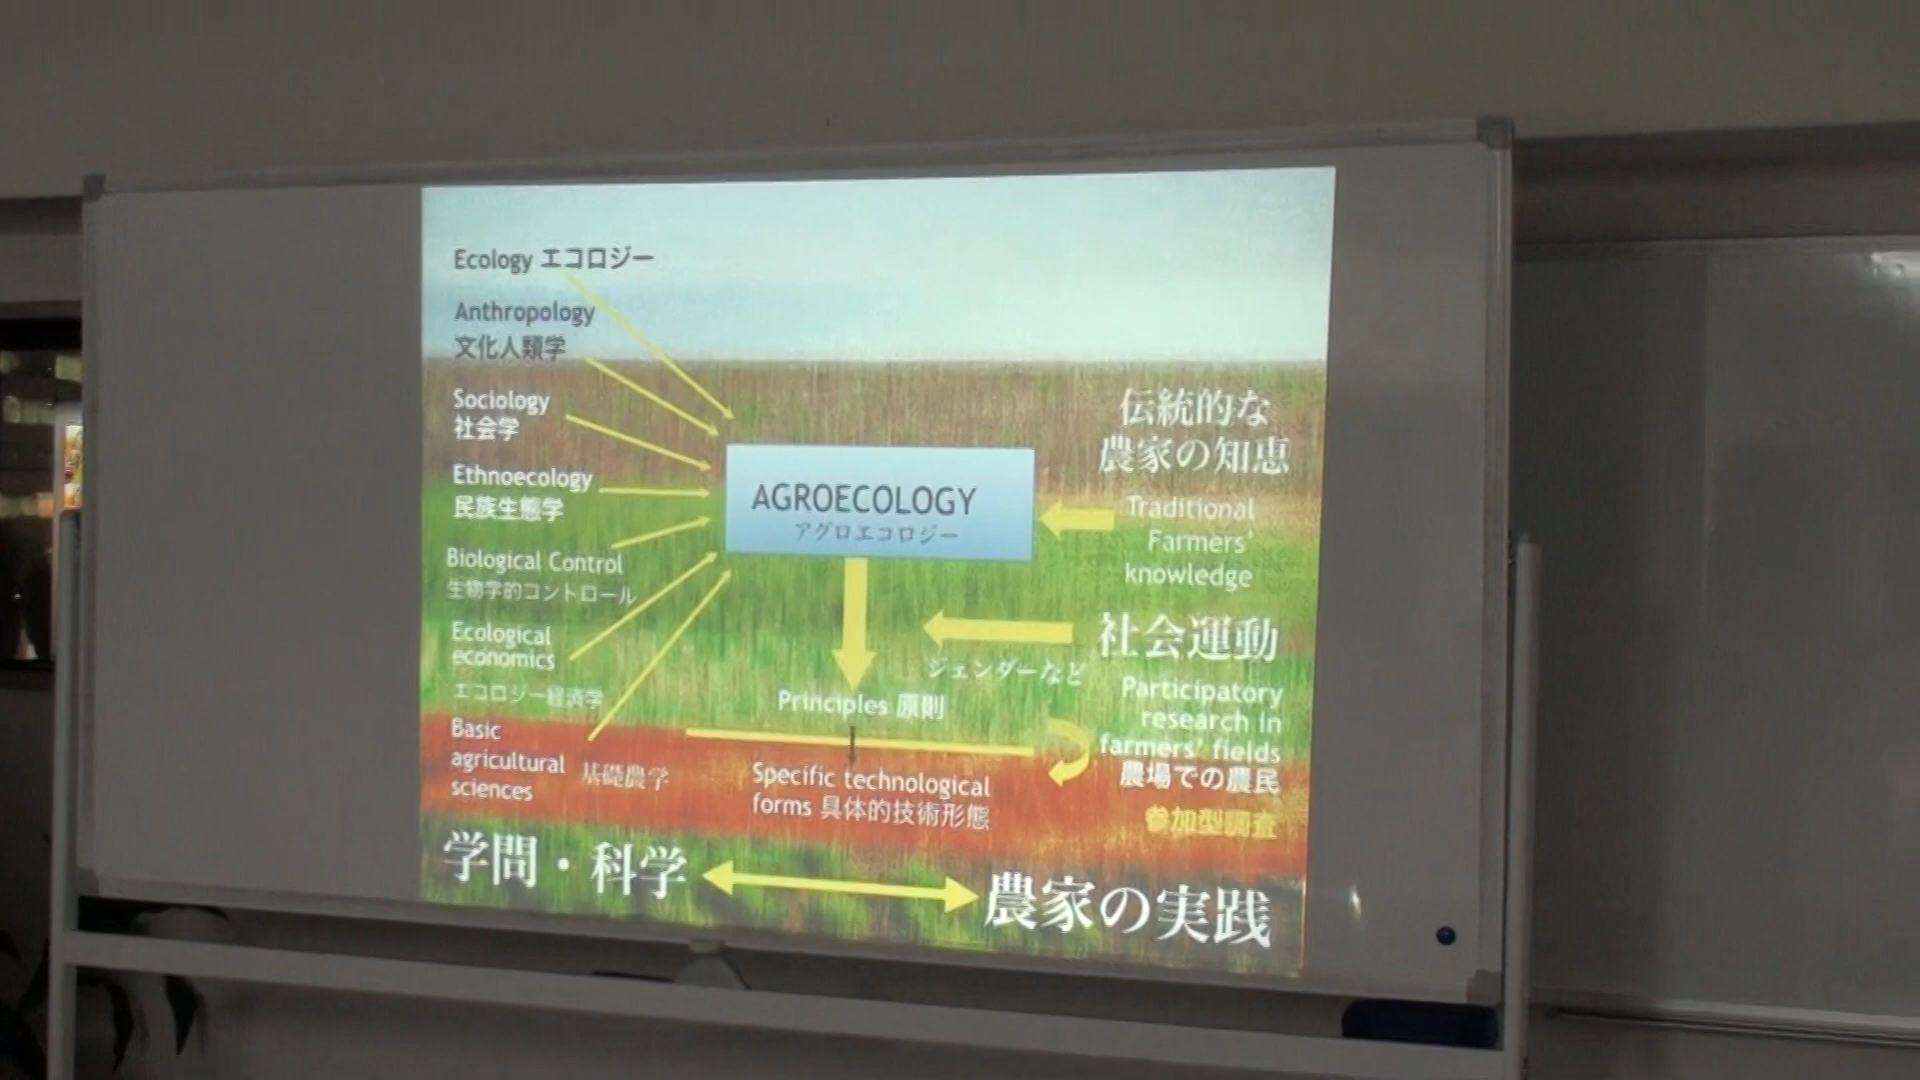 Ecology エコロジー
Anthropology
文化人類学
Sociology
社会学
Ethnoecology
民族生態学
Biological Control
生物学的コントロール
Ecological
economics
エコロジー経済学
Basic
agricultural
sciences 基礎農学
AGROECOLOGY
アグロエコロジー
Principles 原則
Specific technological
forms 具体的技術形態
伝統的な
農家の知恵
Traditional
Farmers'
knowledge
社会運動
ジェンダーなど
Participatory
research in
farmers' fields
農場での農民
参加型調査
学問・科学
農家の実践